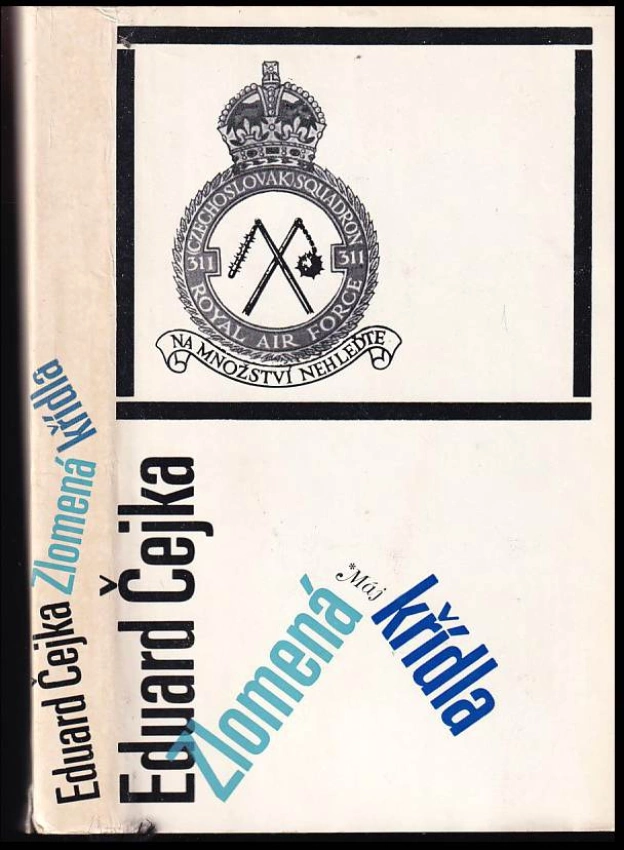 (CZECHOSLOVAK) SQUADRON
311
311
ROYAL AIR FORCE
NA MNOŽSTVÍ NEHLEĎTE
Eduard Čejka
Zlomená
*Máj
křídla
Eduard Čejka Zlomená křídla